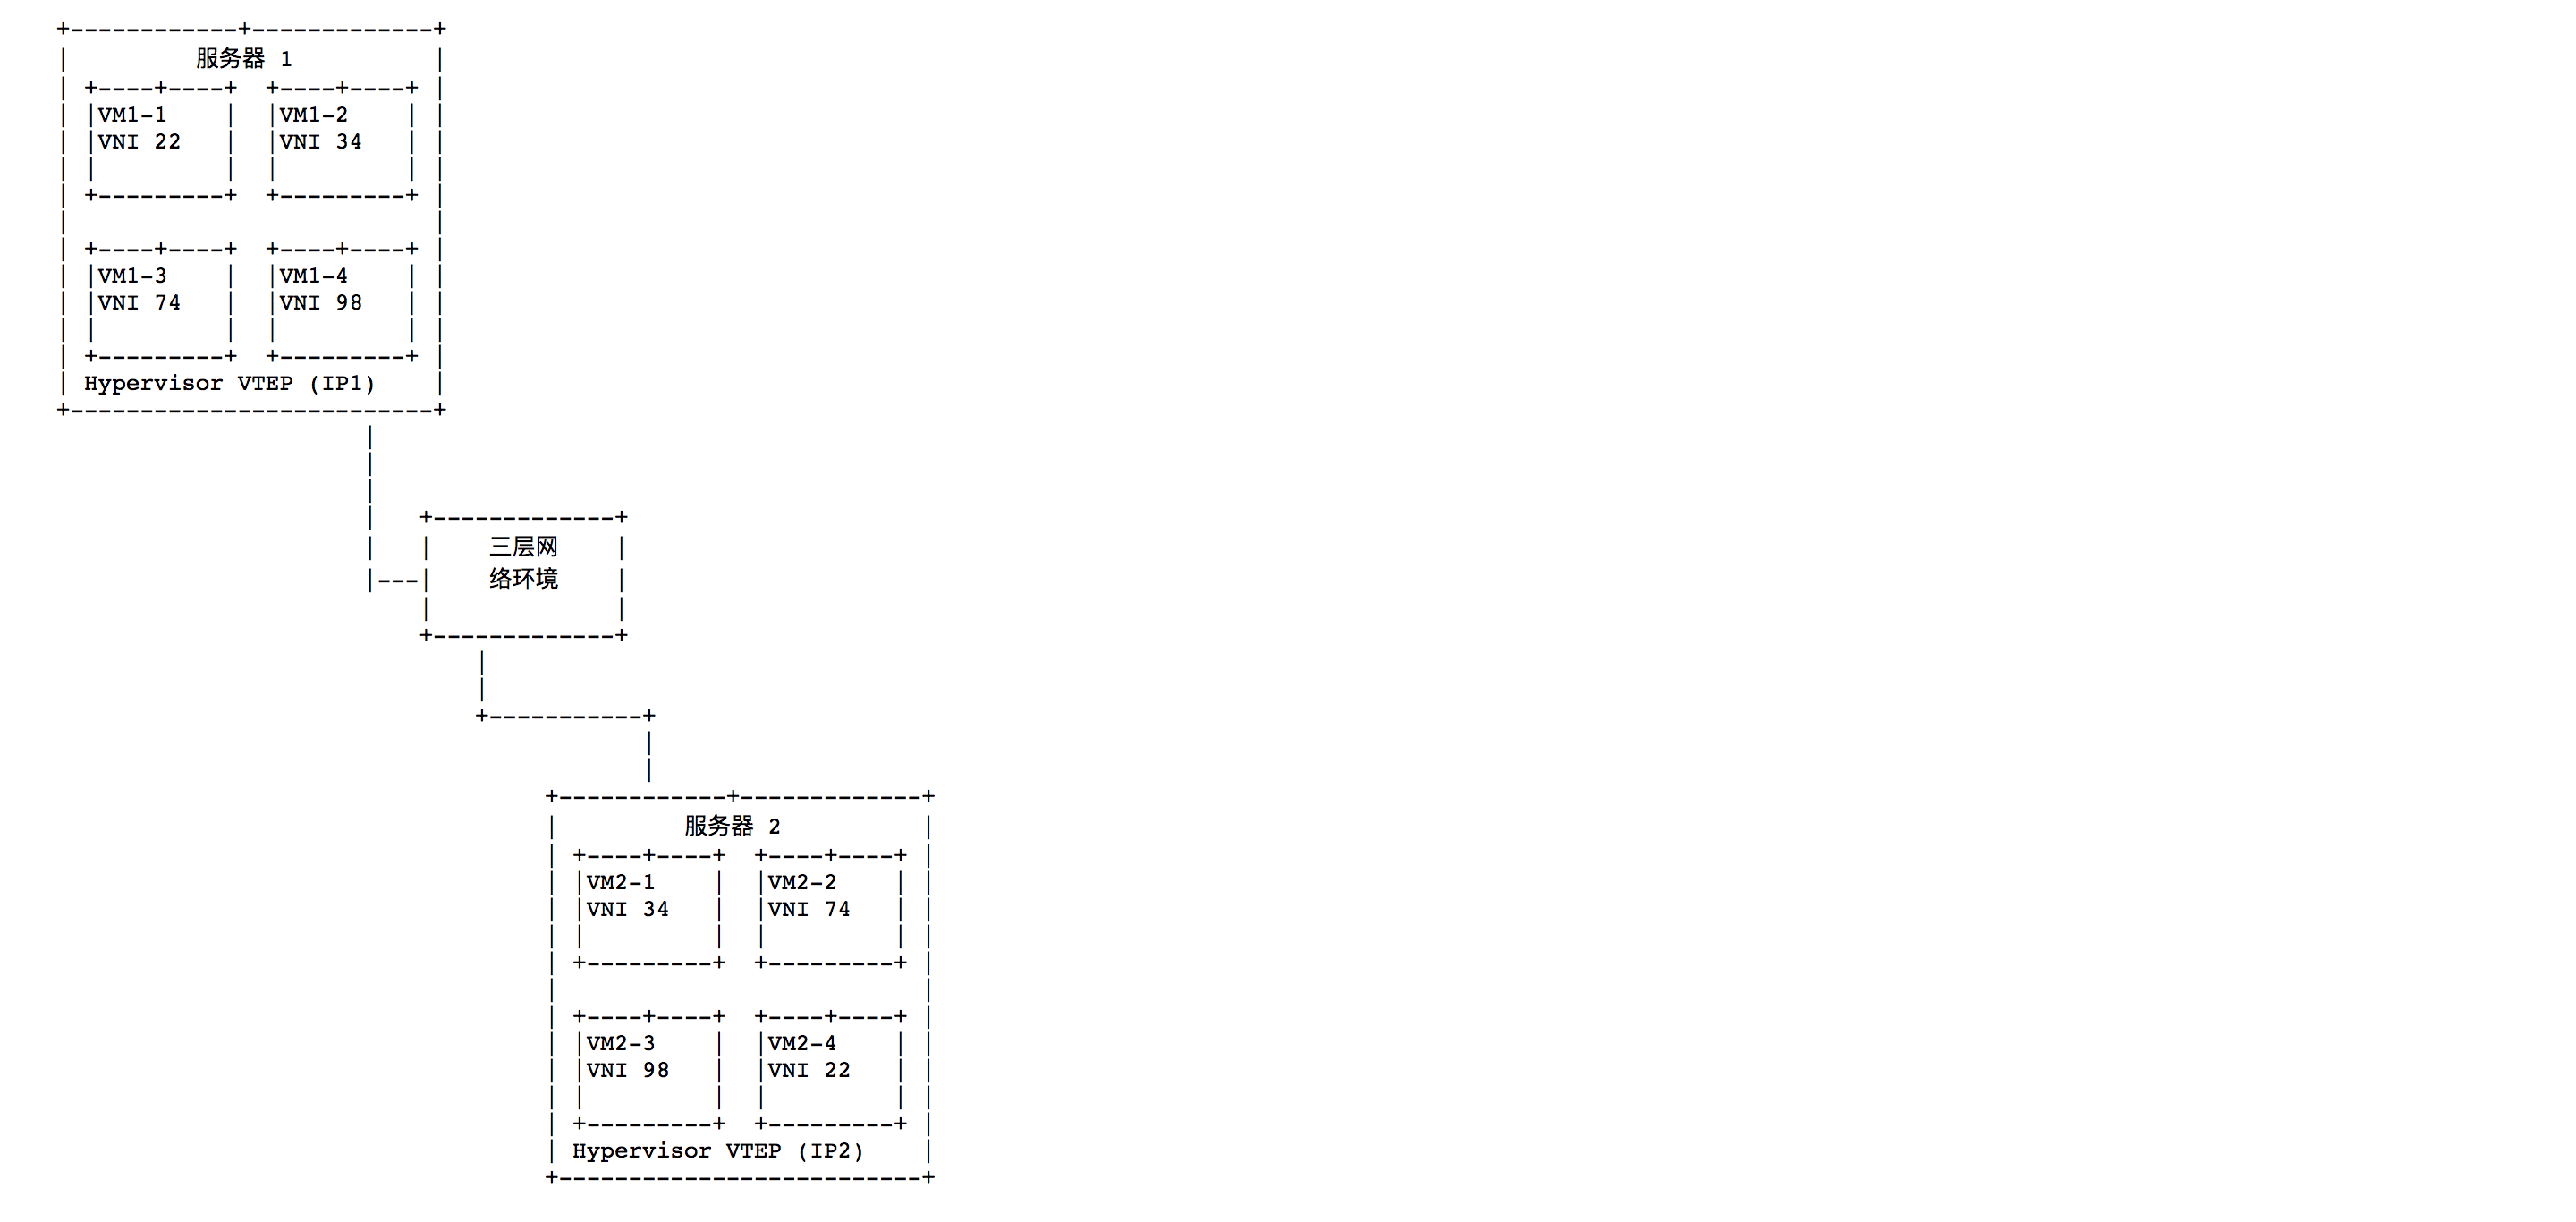 服务器 1
VM1-1 VM1-2
VNI 22 VNI 34
VM1-3 VM1-4
VNI 74 VNI 98
Hypervisor VTEP (IP1)
三层网
络环境
服务器 2
VM2-1 VM2-2
VNI 34 VNI 74
VM2-3 VM2-4
VNI 98 VNI 22
Hypervisor VTEP (IP2)